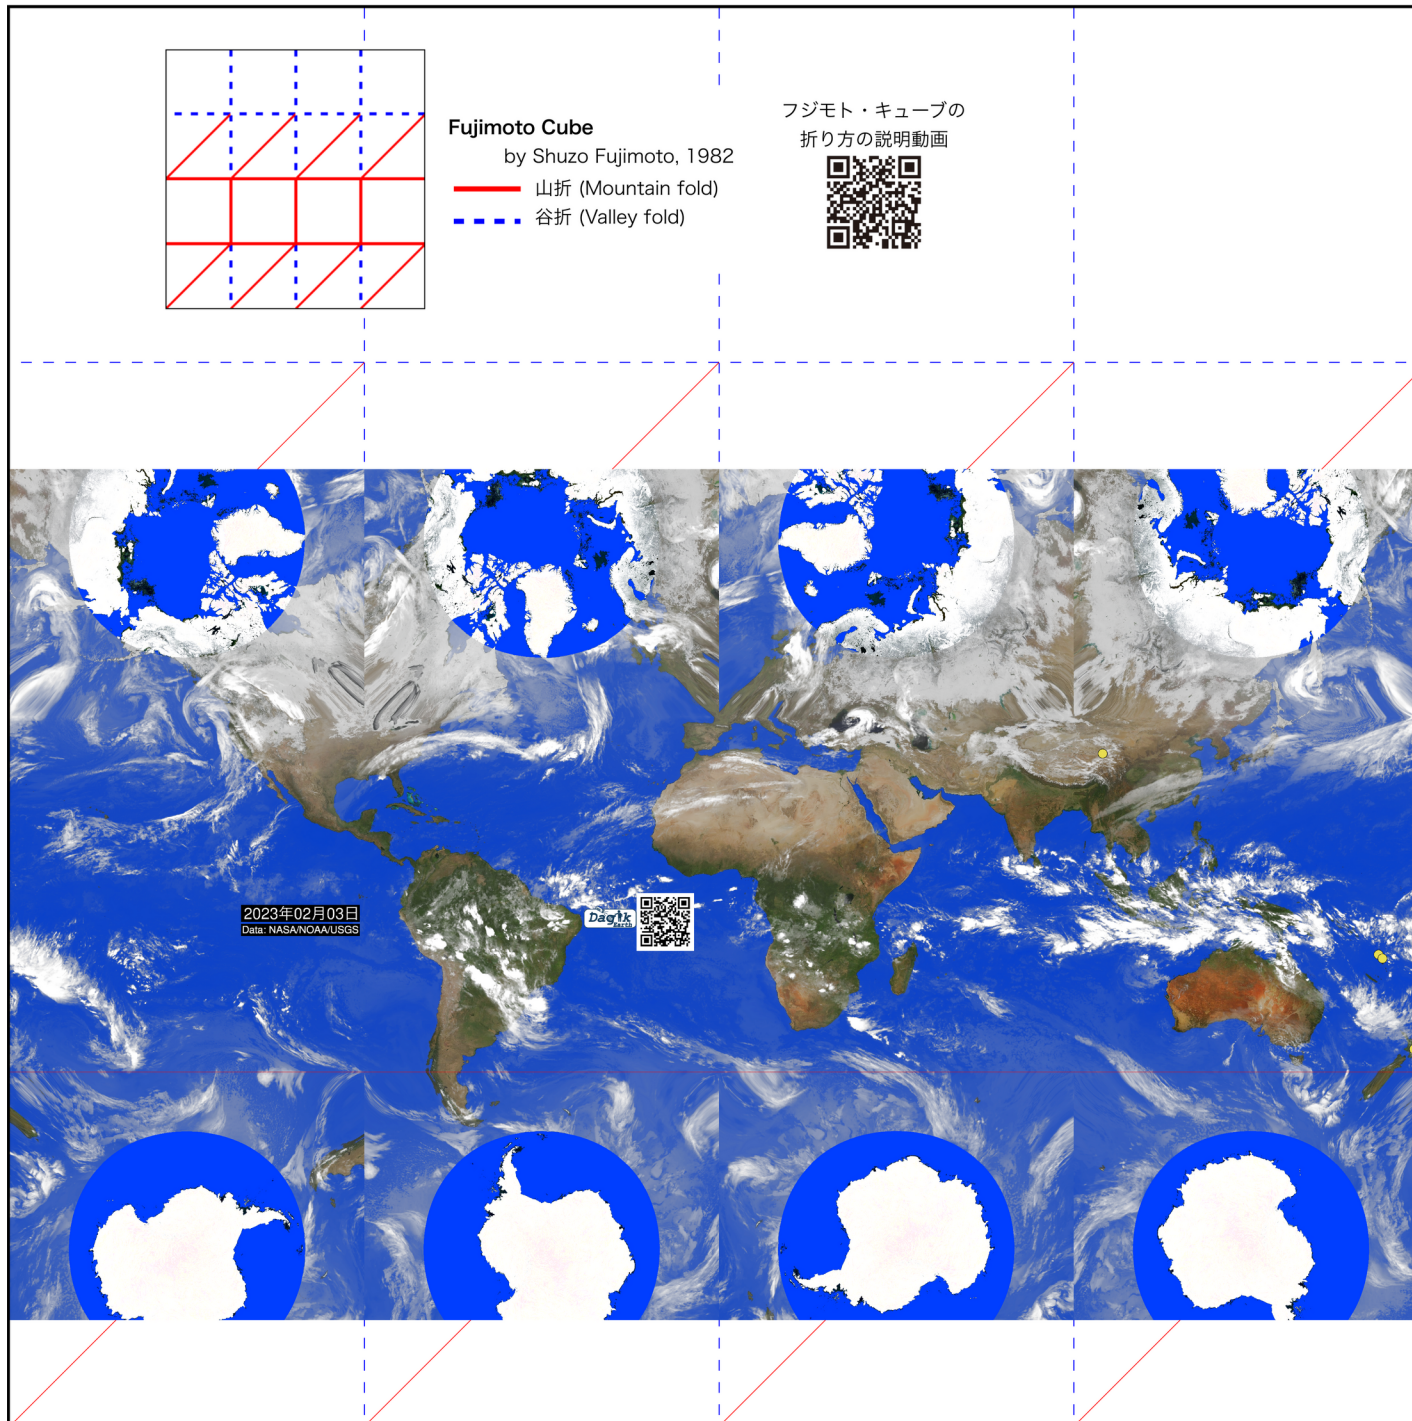 Fujimoto Cube
by Shuzo Fujimoto, 1982
山折 (Mountain fold)
谷折 (Valley fold)
フジモト・キューブの
折り方の説明動画
2023年02月03日
Data: NASA/NOAA/USGS
Dagik
Earth